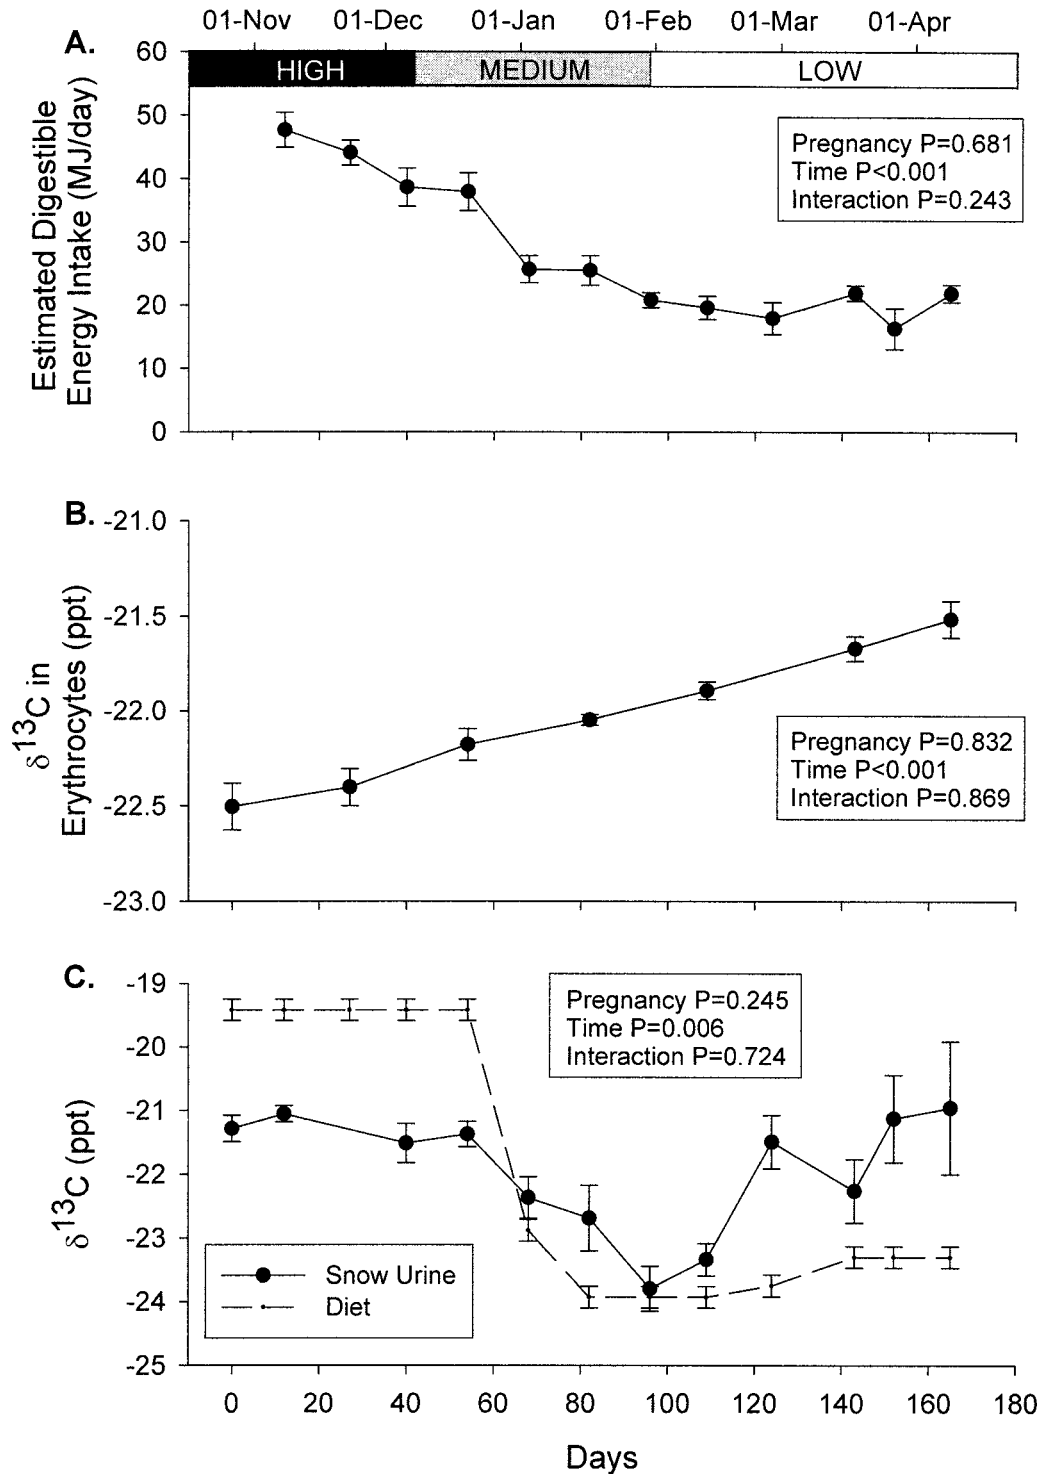 01-Nov 01-Dec 01-Jan 01-Feb 01-Mar 01-Apr
A.
HIGH MEDIUM LOW
60
50
40
30
20
10
0
Estimated Digestible
Energy Intake (MJ/day)
Pregnancy P=0.681
Time P<0.001
Interaction P=0.243
B.
-21.0
-21.5
-22.0
-22.5
-23.0
δ13C in
Erythrocytes (ppt)
Pregnancy P=0.832
Time P<0.001
Interaction P=0.869
C.
-19
-20
-21
-22
-23
-24
-25
δ13C (ppt)
Pregnancy P=0.245
Time P=0.006
Interaction P=0.724
Snow Urine
Diet
0 20 40 60 80 100 120 140 160 180
Days